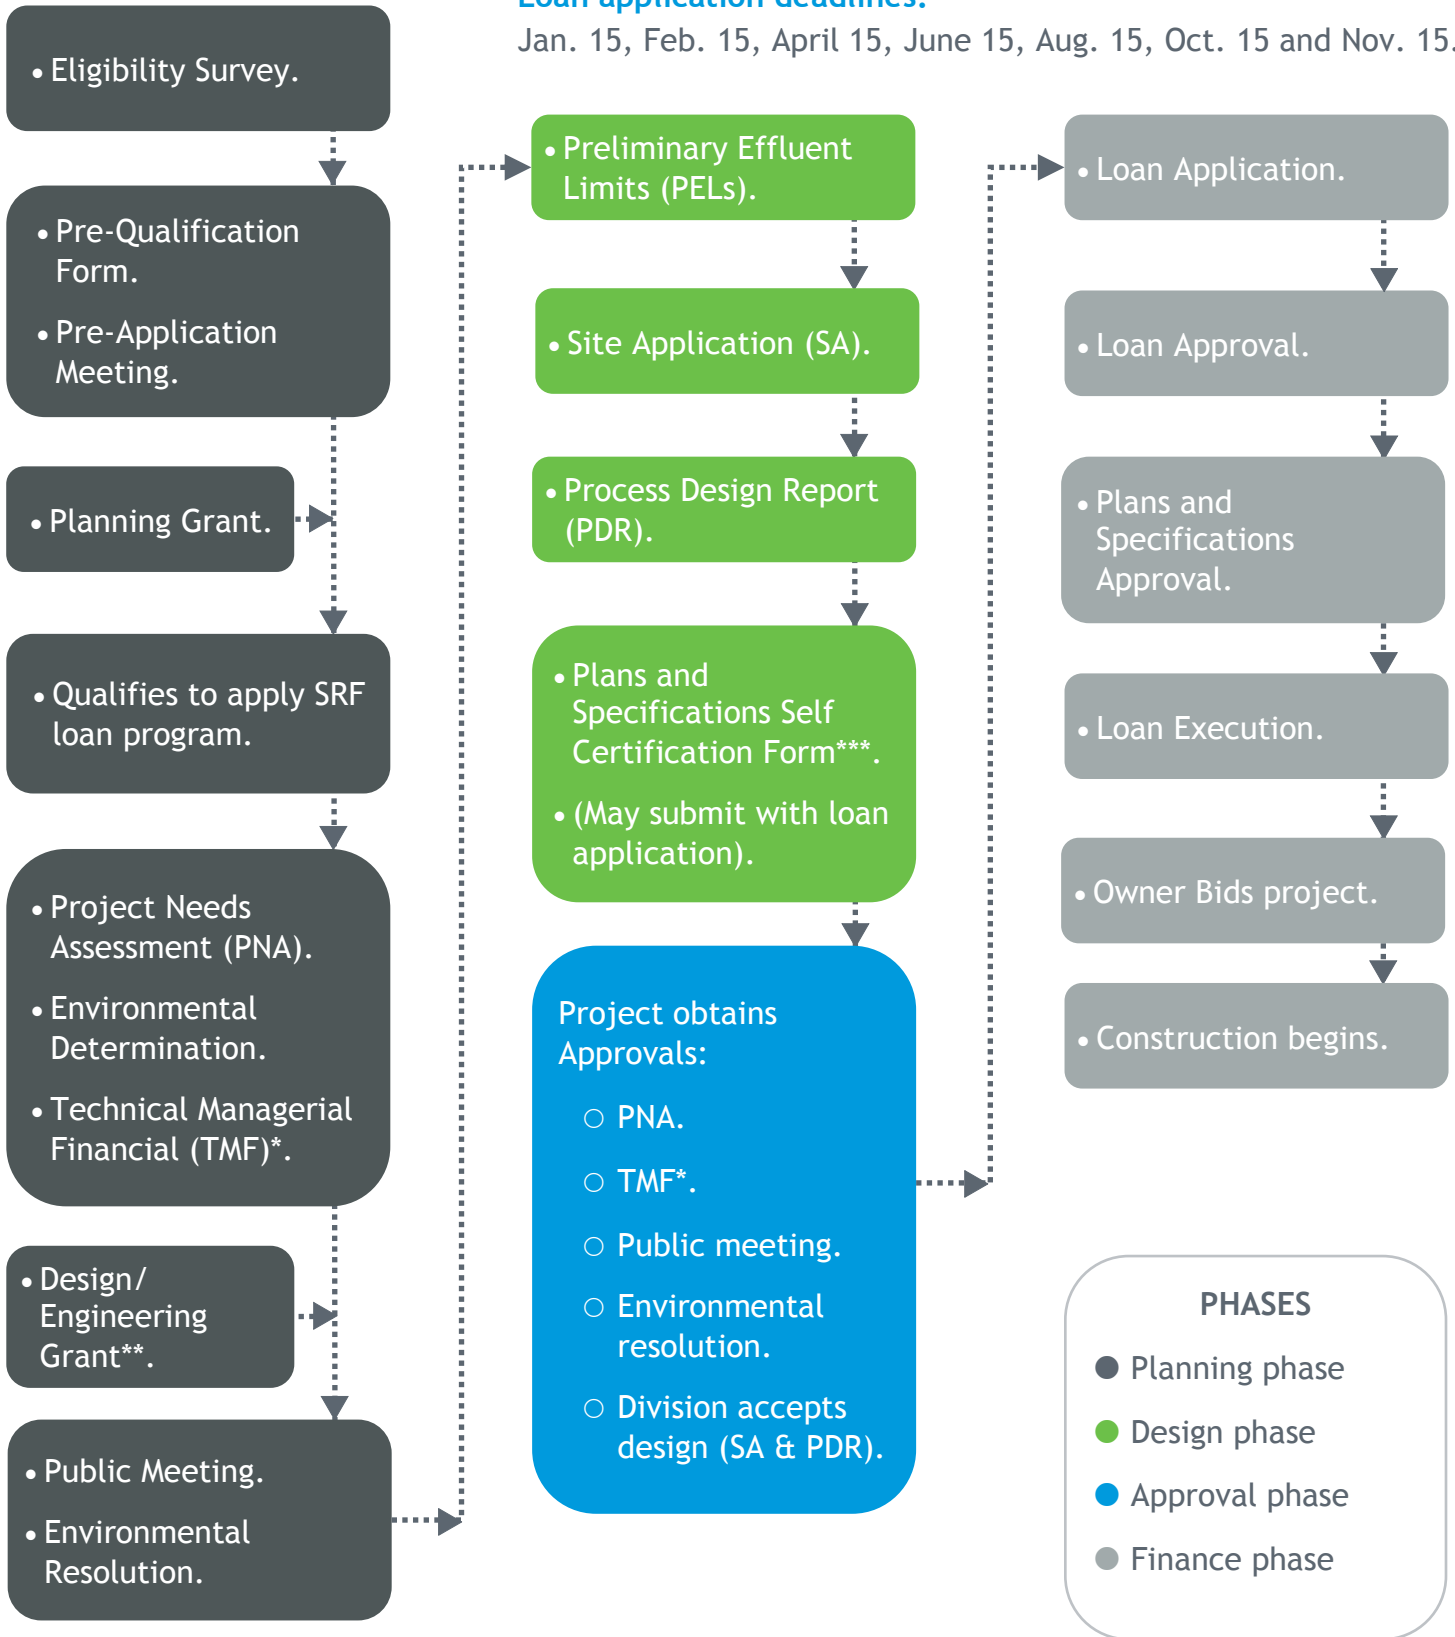 Loan application deadlines:
Jan. 15, Feb. 15, April 15, June 15, Aug. 15, Oct. 15 and Nov. 15.
• Eligibility Survey.
• Pre-Qualification
Form.
• Pre-Application
Meeting.
• Planning Grant.
• Qualifies to apply SRF
loan program.
• Project Needs
Assessment (PNA).
• Environmental
Determination.
• Technical Managerial
Financial (TMF)*.
• Design/
Engineering
Grant**.
• Public Meeting.
• Environmental
Resolution.
• Preliminary Effluent
Limits (PELs).
• Site Application (SA).
• Process Design Report
(PDR).
• Plans and
Specifications Self
Certification Form***.
• (May submit with loan
application).
Project obtains
Approvals:
○ PNA.
○ TMF*.
○ Public meeting.
○ Environmental
resolution.
○ Division accepts
design (SA & PDR).
• Loan Application.
• Loan Approval.
• Plans and
Specifications
Approval.
• Loan Execution.
• Owner Bids project.
• Construction begins.
PHASES
● Planning phase
● Design phase
● Approval phase
● Finance phase